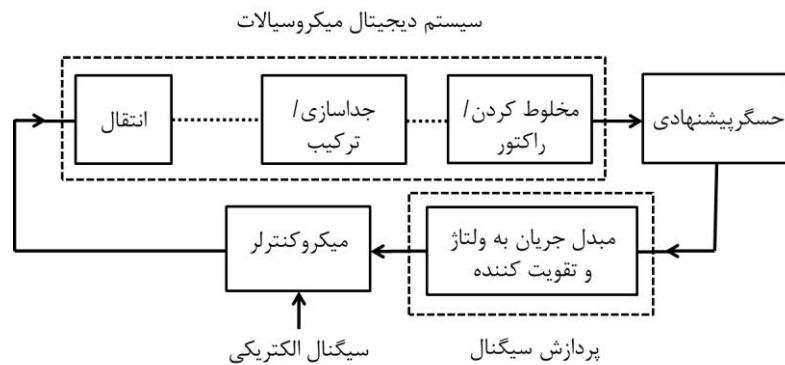 سیستم دیجیتال میکروسیالات
انتقال
جداسازی/
ترکیب
مخلوط کردن/
راکتور
حسگرپیشنهادی
میکروکنترلر
مبدل جریان به ولتاژ
و تقویت کننده
سیگنال الکتریکی
پردازش سیگنال